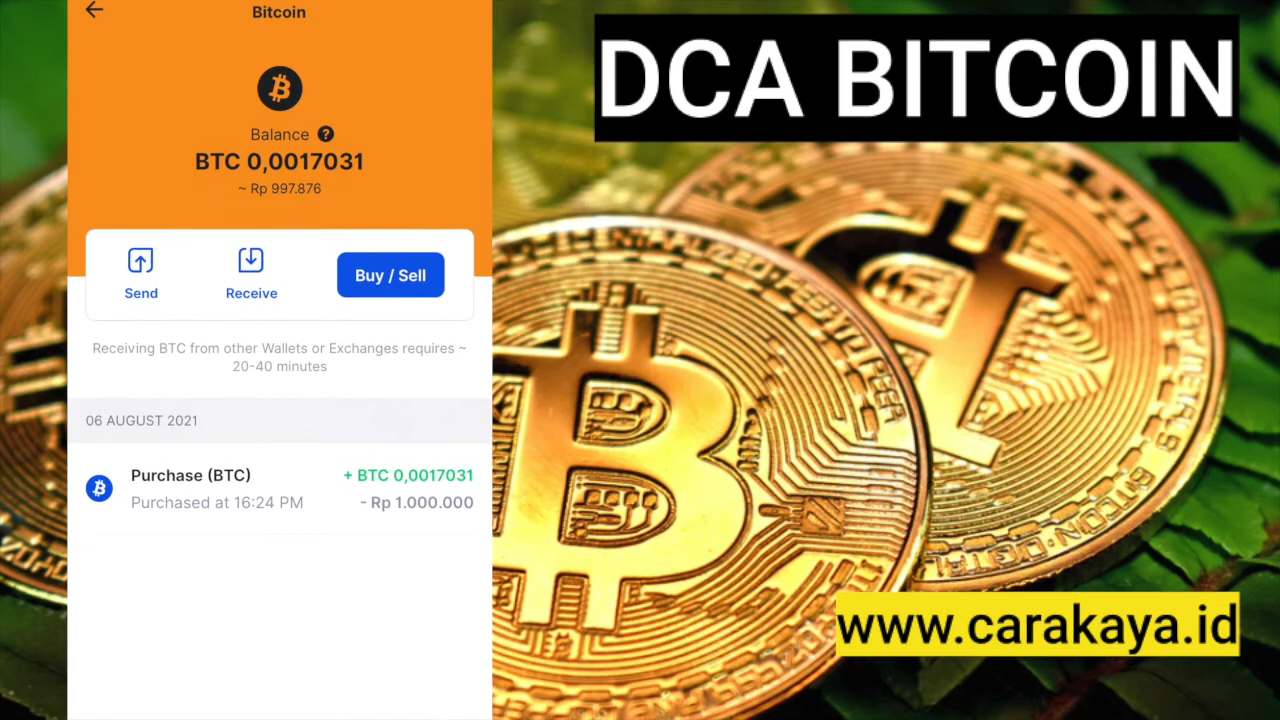 Bitcoin
Balance ?
BTC 0,0017031
~ Rp 997.876
Send
Receive
Buy / Sell
Receiving BTC from other Wallets or Exchanges requires ~
20-40 minutes
06 AUGUST 2021
Purchase (BTC)
+ BTC 0,0017031
Purchased at 16:24 PM
- Rp 1.000.000
DCA BITCOIN
BITCOIN·DIGITAL
www.carakaya.id